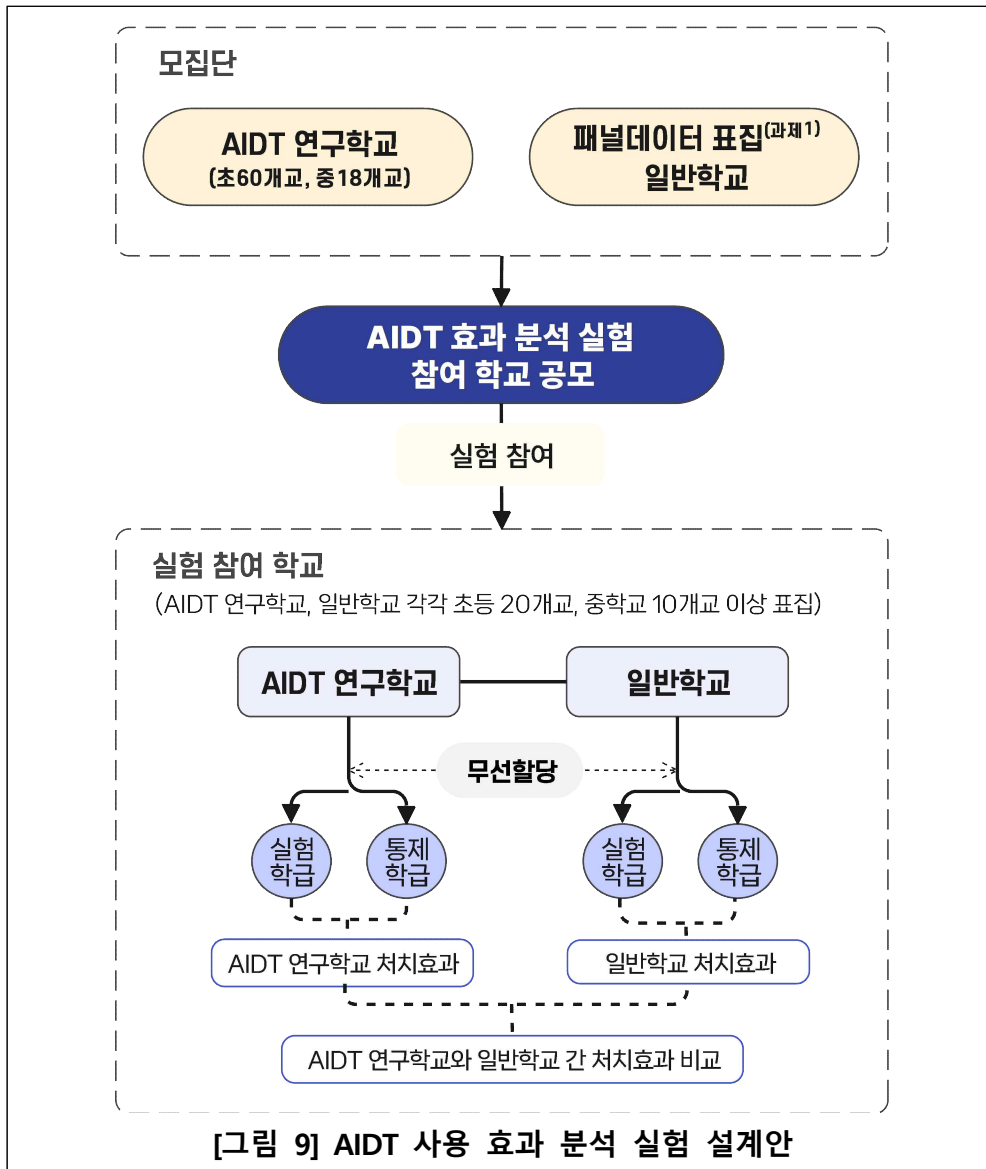 모집단
AIDT 연구학교
(초60개교, 중18개교)
패널데이터 표집(과제1)
일반학교
AIDT 효과 분석 실험
참여 학교 공모
실험 참여
실험 참여 학교
(AIDT 연구학교, 일반학교 각각 초등 20개교, 중학교 10개교 이상 표집)
AIDT 연구학교
일반학교
무선할당
실험
학급
통제
학급
실험
학급
통제
학급
AIDT 연구학교 처치효과
일반학교 처치효과
AIDT 연구학교와 일반학교 간 처치효과 비교
[그림 9] AIDT 사용 효과 분석 실험 설계안